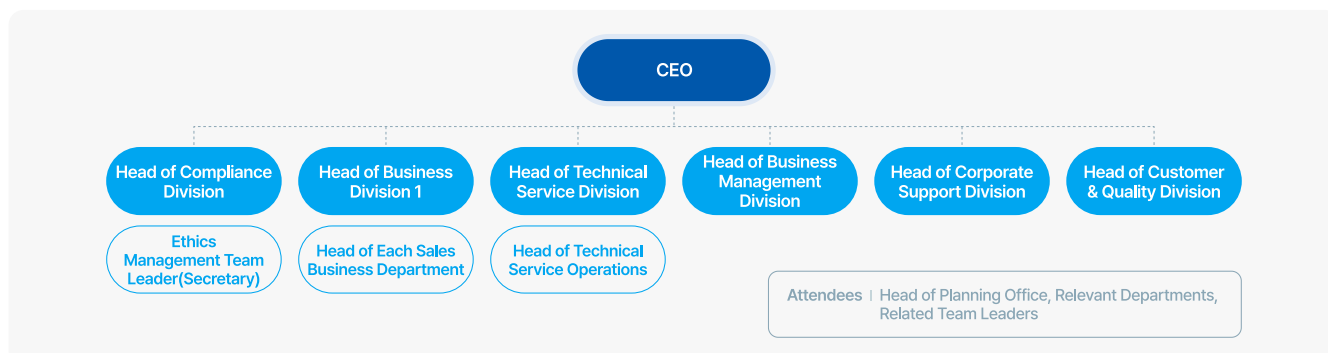 CEO
Head of Compliance
Division
Head of Business
Division 1
Head of Technical
Service Division
Head of Business
Management
Division
Head of Corporate
Support Division
Head of Customer
& Quality Division
Ethics
Management Team
Leader(Secretary)
Head of Each Sales
Business Department
Head of Technical
Service Operations
Attendees | Head of Planning Office, Relevant Departments,
Related Team Leaders